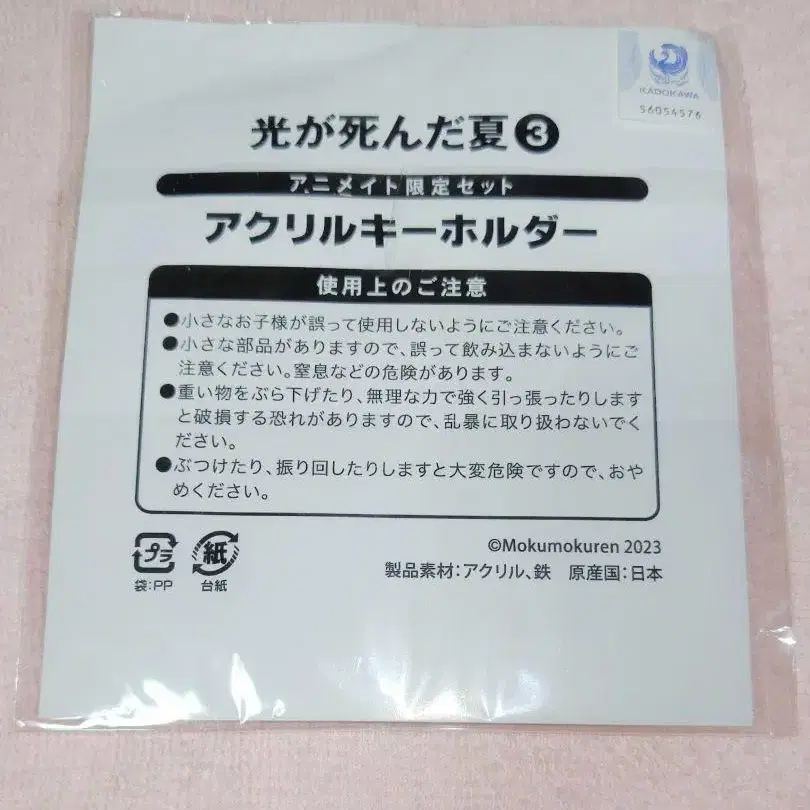 KADOKAWA
56054576
光が死んだ夏③
アニメイト限定セット
アクリルキーホルダー
使用上のご注意
●小さなお子様が誤って使用しないようにご注意ください。
●小さな部品がありますので、誤って飲み込まないようにご
注意ください。窒息などの危険があります。
●重い物をぶら下げたり、無理な力で強く引っ張ったりします
と破損する恐れがありますので、乱暴に取り扱わないでく
ださい。
●ぶつけたり、振り回したりしますと大変危険ですので、おや
めください。
©Mokumokuren 2023
製品素材:アクリル、鉄 原産国:日本
プラ
袋:PP
紙
台紙